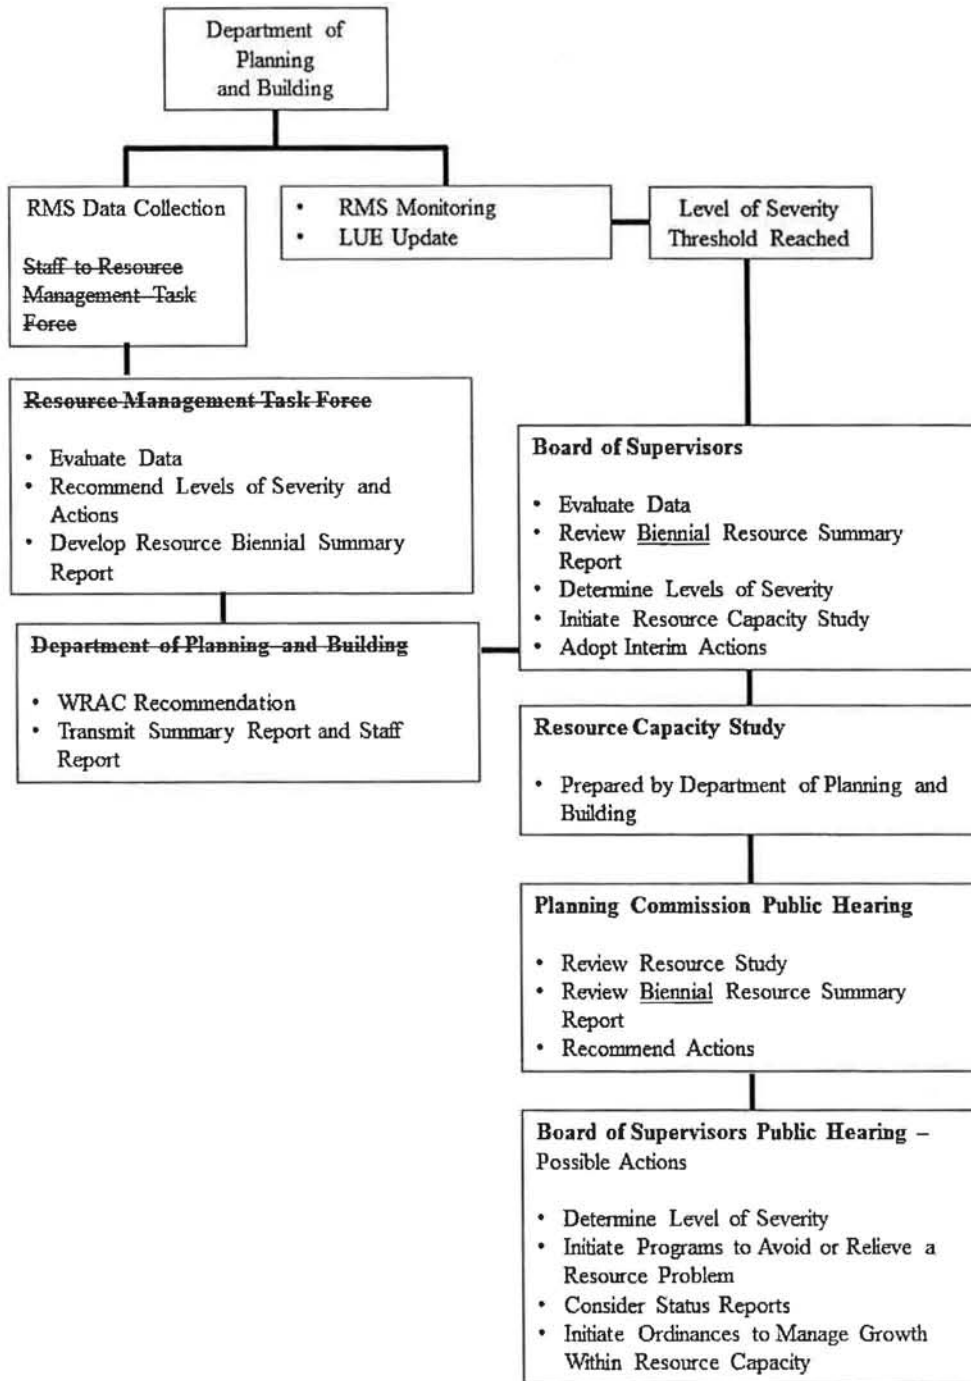 Department of
Planning
and Building
RMS Data Collection
Staff to Resource
Management Task
Force
• RMS Monitoring
• LUE Update
Level of Severity
Threshold Reached
Resource Management Task Force
• Evaluate Data
• Recommend Levels of Severity and
Actions
• Develop Resource Biennial Summary
Report
Department of Planning and Building
• WRAC Recommendation
• Transmit Summary Report and Staff
Report
Board of Supervisors
• Evaluate Data
• Review Biennial Resource Summary
Report
• Determine Levels of Severity
• Initiate Resource Capacity Study
• Adopt Interim Actions
Resource Capacity Study
• Prepared by Department of Planning and
Building
Planning Commission Public Hearing
• Review Resource Study
• Review Biennial Resource Summary
Report
• Recommend Actions
Board of Supervisors Public Hearing –
Possible Actions
• Determine Level of Severity
• Initiate Programs to Avoid or Relieve a
Resource Problem
• Consider Status Reports
• Initiate Ordinances to Manage Growth
Within Resource Capacity